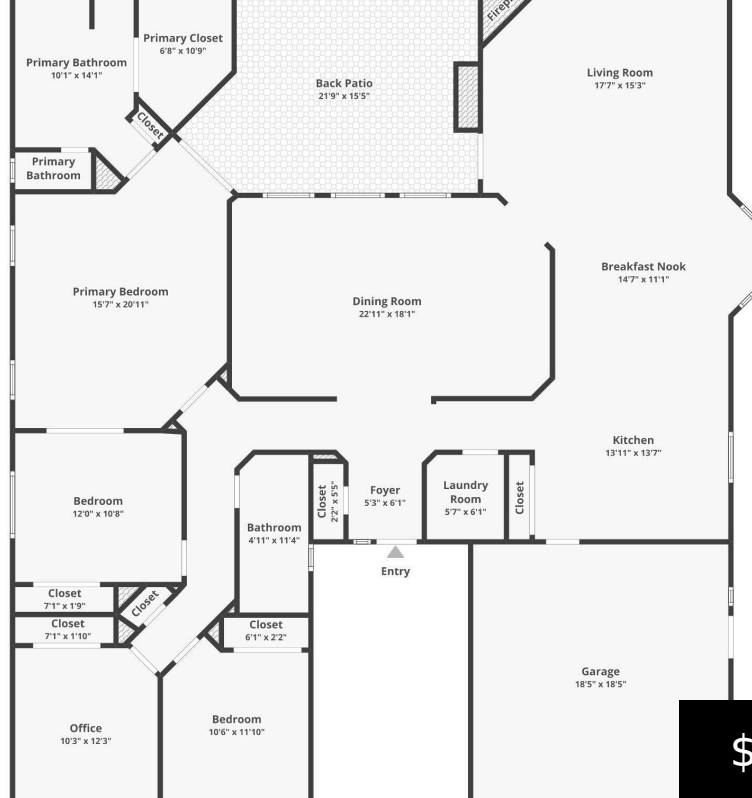 Primary Closet
6'8" x 10'9"
Primary Bathroom
10'1" x 14'1"
Back Patio
21'9" x 15'5"
Living Room
17'7" x 15'3"
Closet
Primary
Bathroom
Primary Bedroom
15'7" x 20'11"
Dining Room
22'11" x 18'1"
Breakfast Nook
14'7" x 11'1"
Kitchen
13'11" x 13'7"
Bedroom
12'0" x 10'8"
Bathroom
4'11" x 11'4"
Closet
2'2" x 5'5"
Foyer
5'3" x 6'1"
Laundry
Room
5'7" x 6'1"
Closet
Entry
Closet
7'1" x 1'9"
Closet
Closet
7'1" x 1'10"
Closet
6'1" x 2'2"
Garage
18'5" x 18'5"
Office
10'3" x 12'3"
Bedroom
10'6" x 11'10"
$